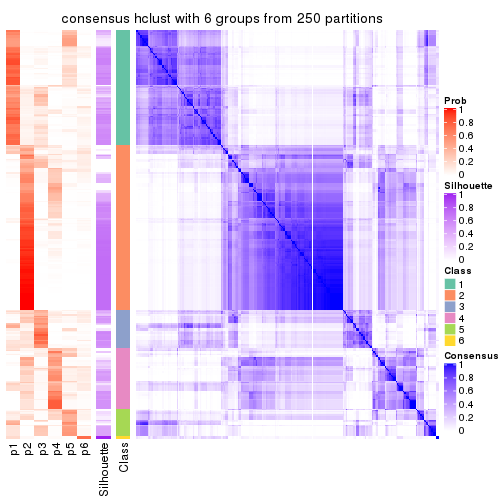 consensus hclust with 6 groups from 250 partitions
Prob
1
0.8
0.6
0.4
0.2
0
Silhouette
1
0.8
0.6
0.4
0.2
0
Class
1
2
3
4
5
6
Consensus
1
0.8
0.6
0.4
0.2
0
p1
p2
p3
p4
p5
p6
Silhouette
Class